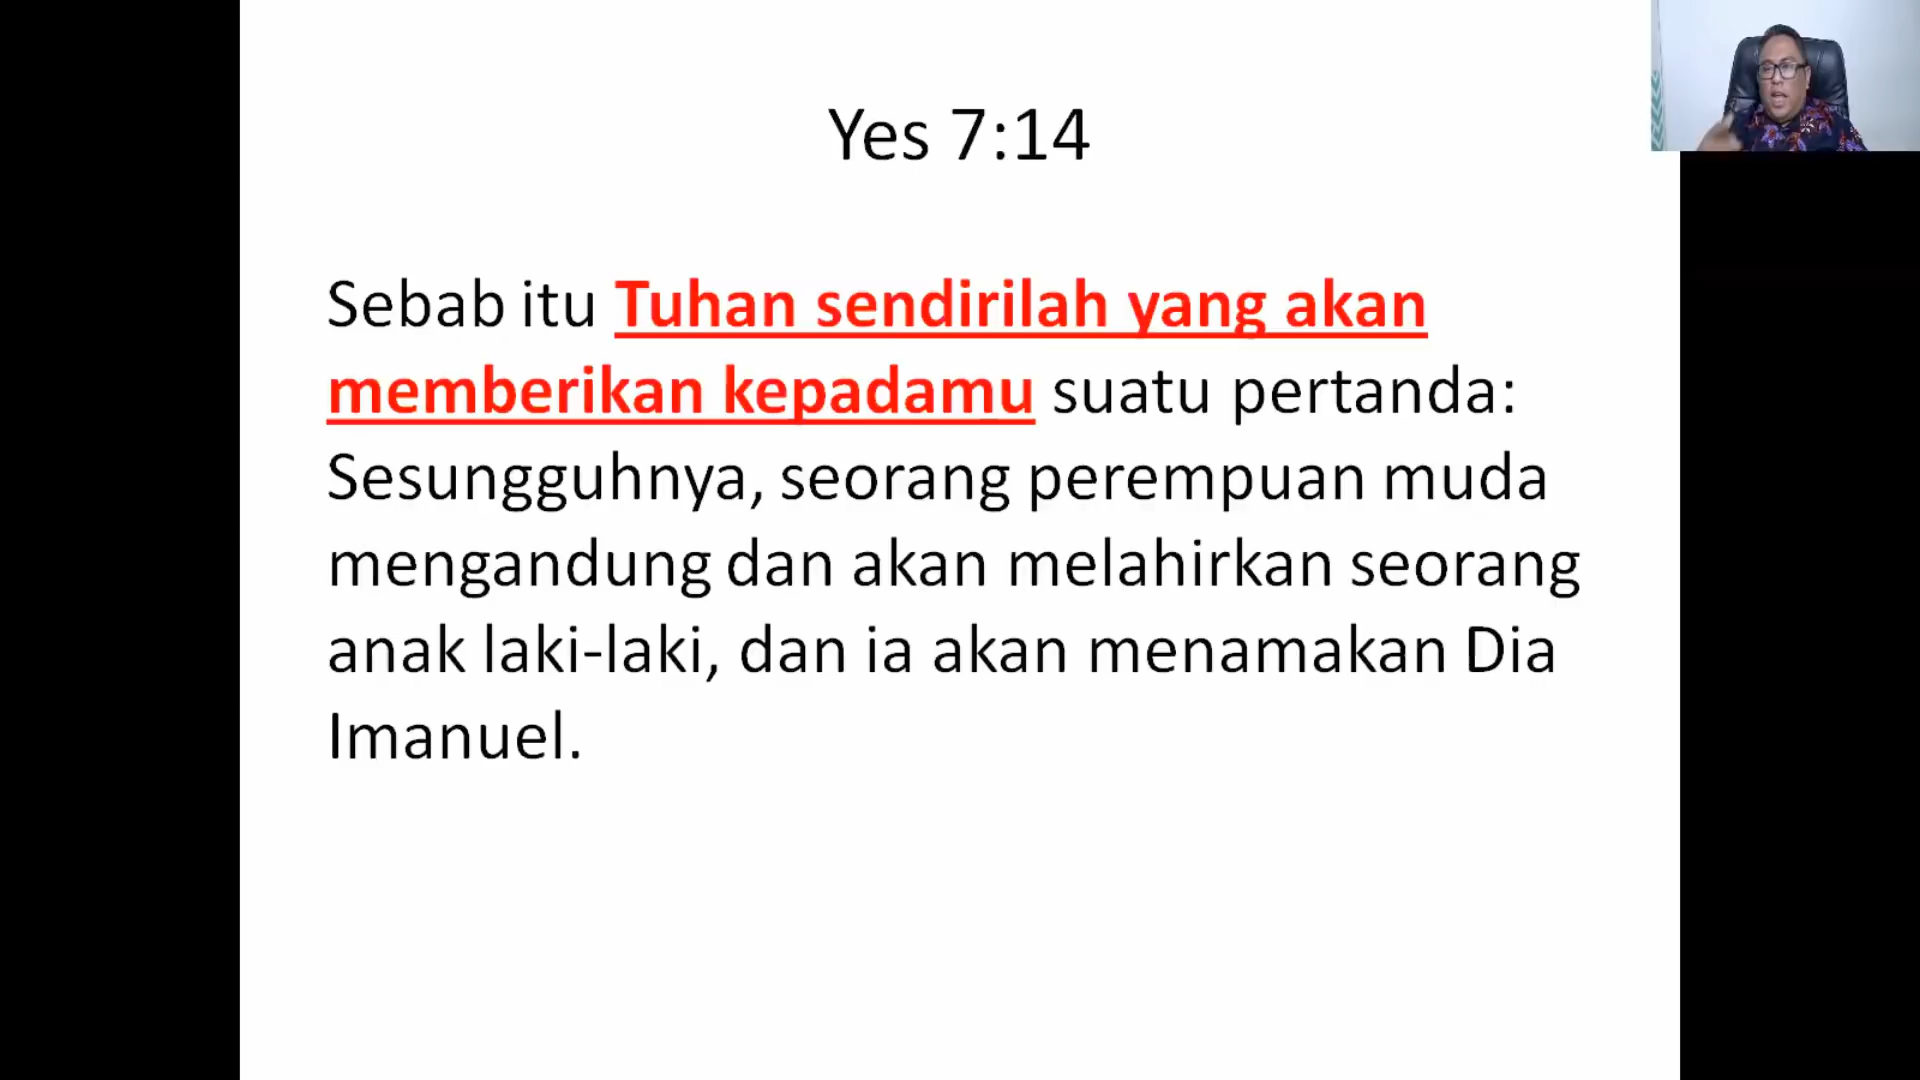 Yes 7:14
Sebab itu Tuhan sendirilah yang akan
memberikan kepadamu suatu pertanda:
Sesungguhnya, seorang perempuan muda
mengandung dan akan melahirkan seorang
anak laki-laki, dan ia akan menamakan Dia
Imanuel.